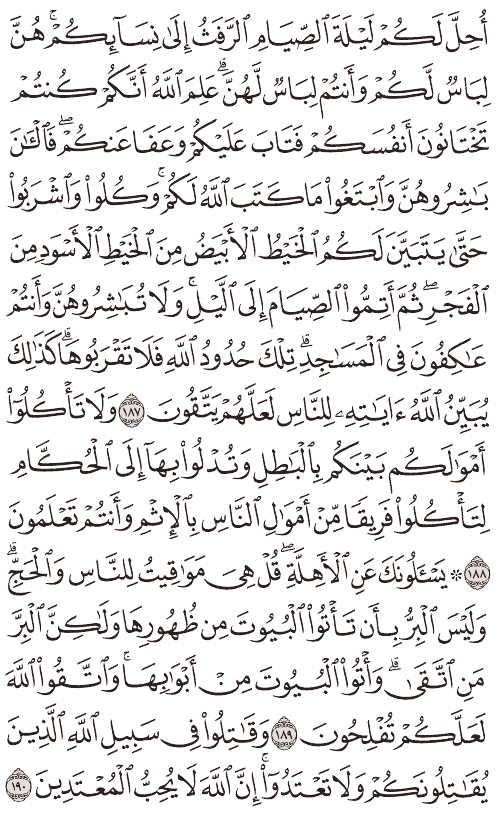 أُحِلَّ لَكُمۡ لَيۡلَةَ ٱلصِّيَامِ ٱلرَّفَثُ إِلَىٰ نِسَآئِكُمۡۚ هُنَّ
لِبَاسٞ لَّكُمۡ وَأَنتُمۡ لِبَاسٞ لَّهُنَّۗ عَلِمَ ٱللَّهُ أَنَّكُمۡ كُنتُمۡ
تَخۡتَانُونَ أَنفُسَكُمۡ فَتَابَ عَلَيۡكُمۡ وَعَفَا عَنكُمۡۖ فَٱلۡـَٰٔنَ
بَٰشِرُوهُنَّ وَٱبۡتَغُواْ مَا كَتَبَ ٱللَّهُ لَكُمۡۚ وَكُلُواْ وَٱشۡرَبُواْ
حَتَّىٰ يَتَبَيَّنَ لَكُمُ ٱلۡخَيۡطُ ٱلۡأَبۡيَضُ مِنَ ٱلۡخَيۡطِ ٱلۡأَسۡوَدِ مِنَ
ٱلۡفَجۡرِۖ ثُمَّ أَتِمُّواْ ٱلصِّيَامَ إِلَى ٱلَّيۡلِۚ وَلَا تُبَٰشِرُوهُنَّ وَأَنتُمۡ
عَٰكِفُونَ فِي ٱلۡمَسَٰجِدِۗ تِلۡكَ حُدُودُ ٱللَّهِ فَلَا تَقۡرَبُوهَاۗ كَذَٰلِكَ
يُبَيِّنُ ٱللَّهُ ءَايَٰتِهِۦ لِلنَّاسِ لَعَلَّهُمۡ يَتَّقُونَ ١٨٧ وَلَا تَأۡكُلُوٓاْ
أَمۡوَٰلَكُم بَيۡنَكُم بِٱلۡبَٰطِلِ وَتُدۡلُواْ بِهَآ إِلَى ٱلۡحُكَّامِ
لِتَأۡكُلُواْ فَرِيقٗا مِّنۡ أَمۡوَٰلِ ٱلنَّاسِ بِٱلۡإِثۡمِ وَأَنتُمۡ تَعۡلَمُونَ
١٨٨ ۞ يَسۡـَٔلُونَكَ عَنِ ٱلۡأَهِلَّةِۖ قُلۡ هِيَ مَوَٰقِيتُ لِلنَّاسِ وَٱلۡحَجِّۗ
وَلَيۡسَ ٱلۡبِرُّ بِأَن تَأۡتُواْ ٱلۡبُيُوتَ مِن ظُهُورِهَا وَلَٰكِنَّ ٱلۡبِرَّ
مَنِ ٱتَّقَىٰۗ وَأۡتُواْ ٱلۡبُيُوتَ مِنۡ أَبۡوَٰبِهَاۚ وَٱتَّقُواْ ٱللَّهَ
لَعَلَّكُمۡ تُفۡلِحُونَ ١٨٩ وَقَٰتِلُواْ فِي سَبِيلِ ٱللَّهِ ٱلَّذِينَ
يُقَٰتِلُونَكُمۡ وَلَا تَعۡتَدُوٓاْۚ إِنَّ ٱللَّهَ لَا يُحِبُّ ٱلۡمُعۡتَدِينَ ١٩٠